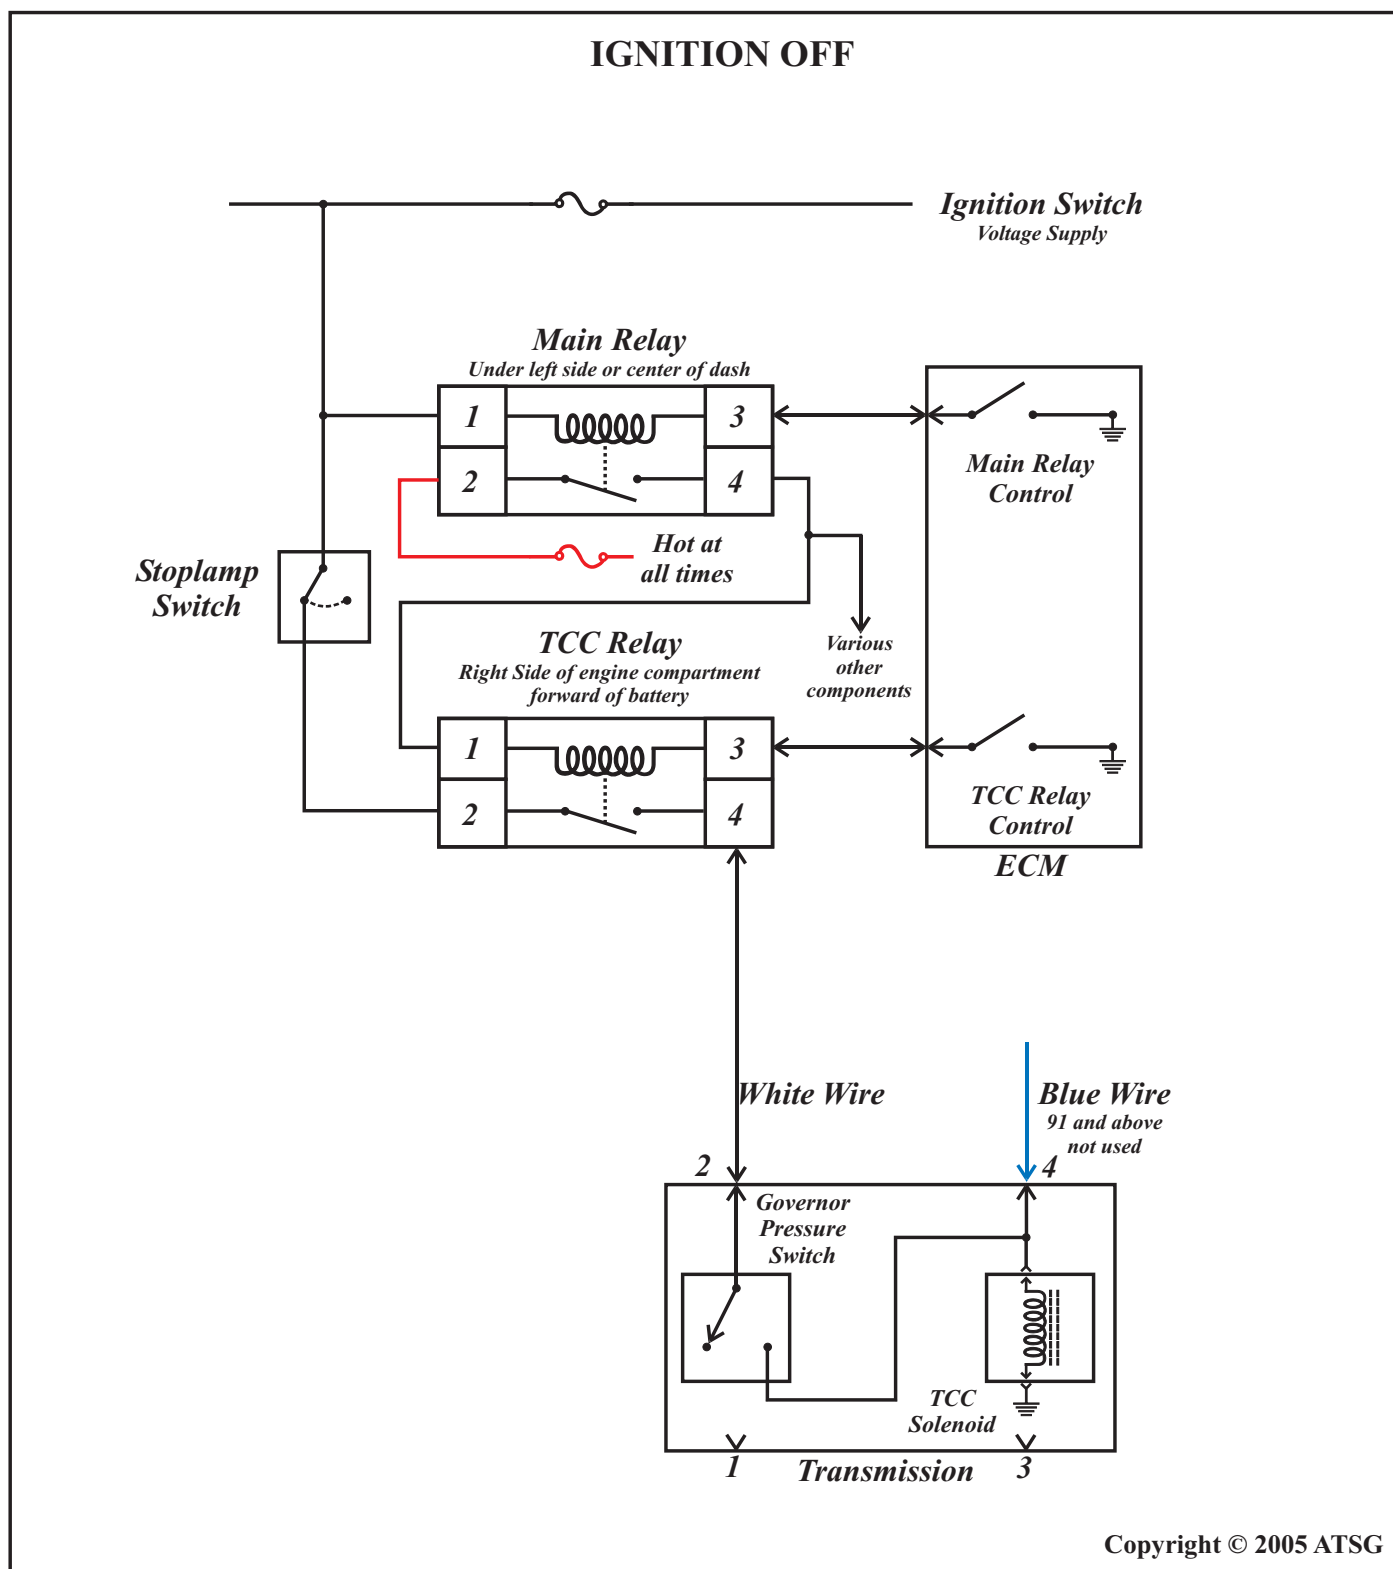 IGNITION OFF
Ignition Switch
Voltage Supply
Main Relay
Under left side or center of dash
1
3
2
4
Main Relay
Control
Hot at
all times
Stoplamp
Switch
TCC Relay
Right Side of engine compartment
forward of battery
Various
other
components
1
3
2
4
TCC Relay
Control
ECM
White Wire
Blue Wire
91 and above
not used
2
4
Governor
Pressure
Switch
TCC
Solenoid
1
Transmission
3
Copyright © 2005 ATSG